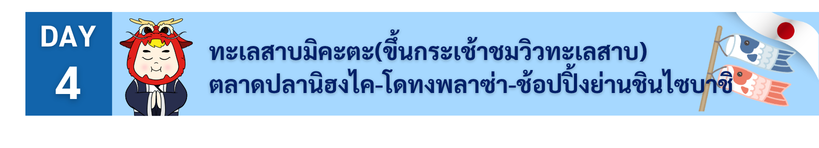 DAY
4
ทะเลสาบมิคะตะ(ขึ้นกระเช้าชมวิวทะเลสาบ)
ตลาดปลานิฮงไค-โดทงพลาซ่า-ช้อปปิ้งย่านชินไซบาชิ